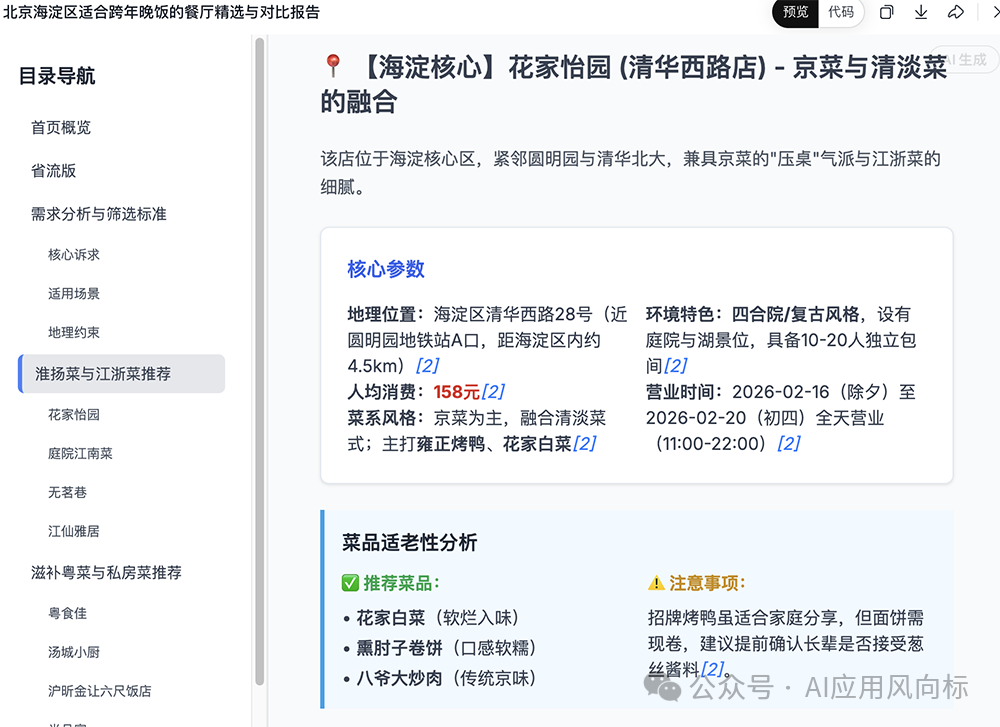 北京海淀区适合跨年晚饭的餐厅精选与对比报告
预览
代码
目录导航
首页概览
省流版
需求分析与筛选标准
核心诉求
适用场景
地理约束
淮扬菜与江浙菜推荐
花家怡园
庭院江南菜
无茗巷
江仙雅居
滋补粤菜与私房菜推荐
粤食佳
汤城小厨
沪昕金让六尺饭店
AI 生成
【海淀核心】花家怡园 (清华西路店) - 京菜与清淡菜
的融合
该店位于海淀核心区，紧邻圆明园与清华北大，兼具京菜的"压桌"气派与江浙菜的
细腻。
核心参数
地理位置：海淀区清华西路28号（近
圆明园地铁站A口，距海淀区内约
4.5km）[2]
人均消费：158元[2]
菜系风格：京菜为主，融合清淡菜
式；主打雍正烤鸭、花家白菜[2]
环境特色：四合院/复古风格，设有
庭院与湖景位，具备10-20人独立包
间[2]
营业时间：2026-02-16（除夕）至
2026-02-20（初四）全天营业
（11:00-22:00）[2]
菜品适老性分析
推荐菜品：
• 花家白菜（软烂入味）
• 熏肘子卷饼（口感软糯）
• 八爷大炒肉（传统京味）
注意事项：
招牌烤鸭虽适合家庭分享，但面饼需
现卷，建议提前确认长辈是否接受葱
丝酱料[2]。
公众号 · AI应用风向标